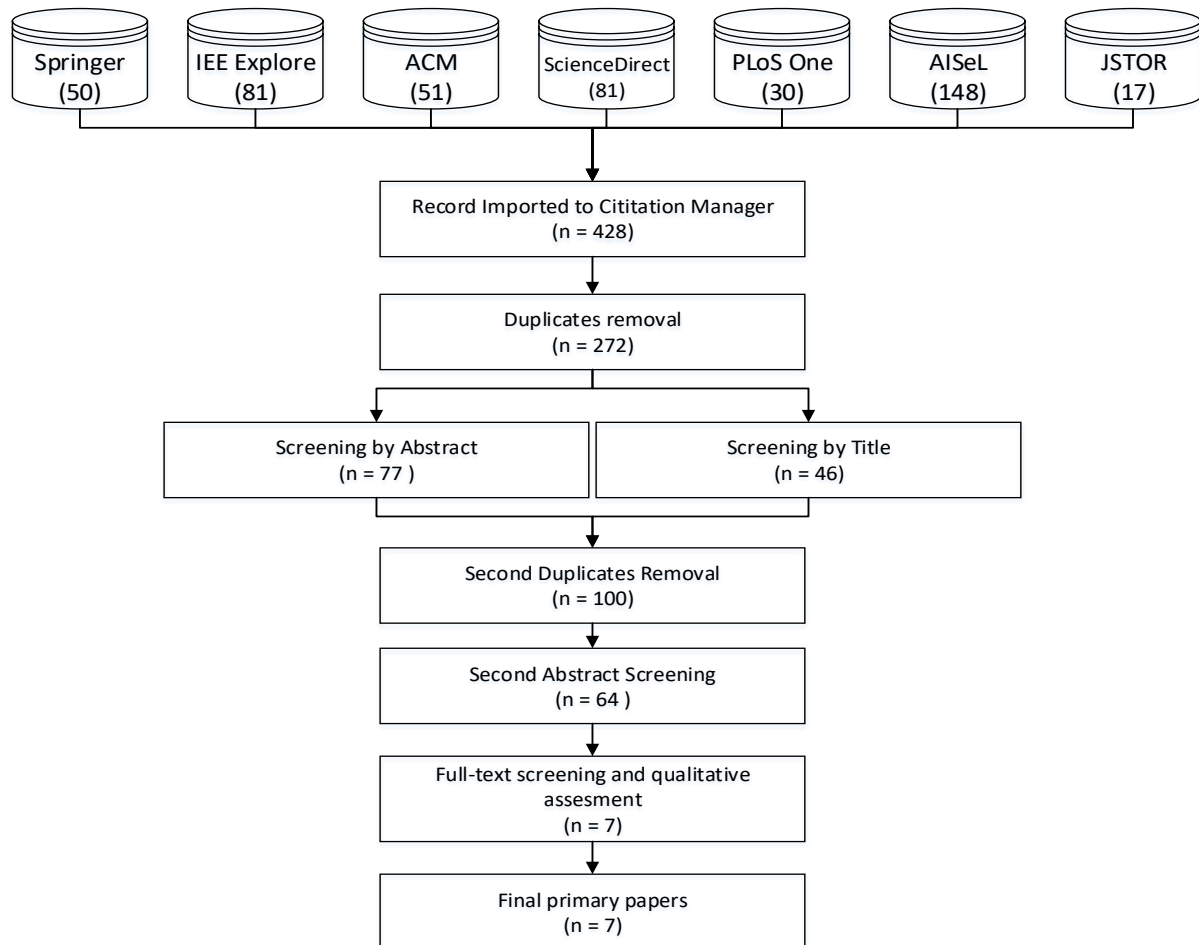 Springer
(50)
IEE Explore
(81)
ACM
(51)
ScienceDirect
(81)
PLoS One
(30)
AISeL
(148)
JSTOR
(17)
Record Imported to Cititation Manager
(n = 428)
Duplicates removal
(n = 272)
Screening by Abstract
(n = 77 )
Screening by Title
(n = 46)
Second Duplicates Removal
(n = 100)
Second Abstract Screening
(n = 64 )
Full-text screening and qualitative
assesment
(n = 7)
Final primary papers
(n = 7)